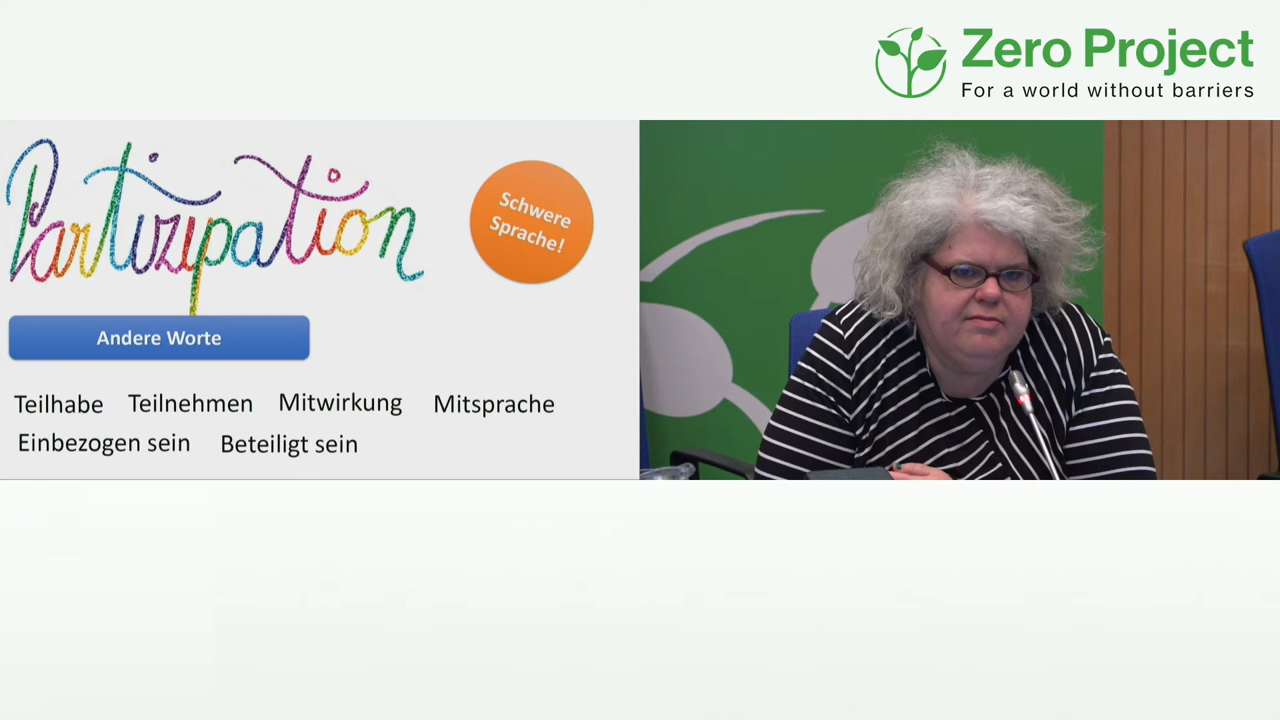 Zero Project
For a world without barriers
Partizipation
Schwere
Sprache!
Andere Worte
Teilhabe Teilnehmen Mitwirkung Mitsprache
Einbezogen sein Beteiligt sein